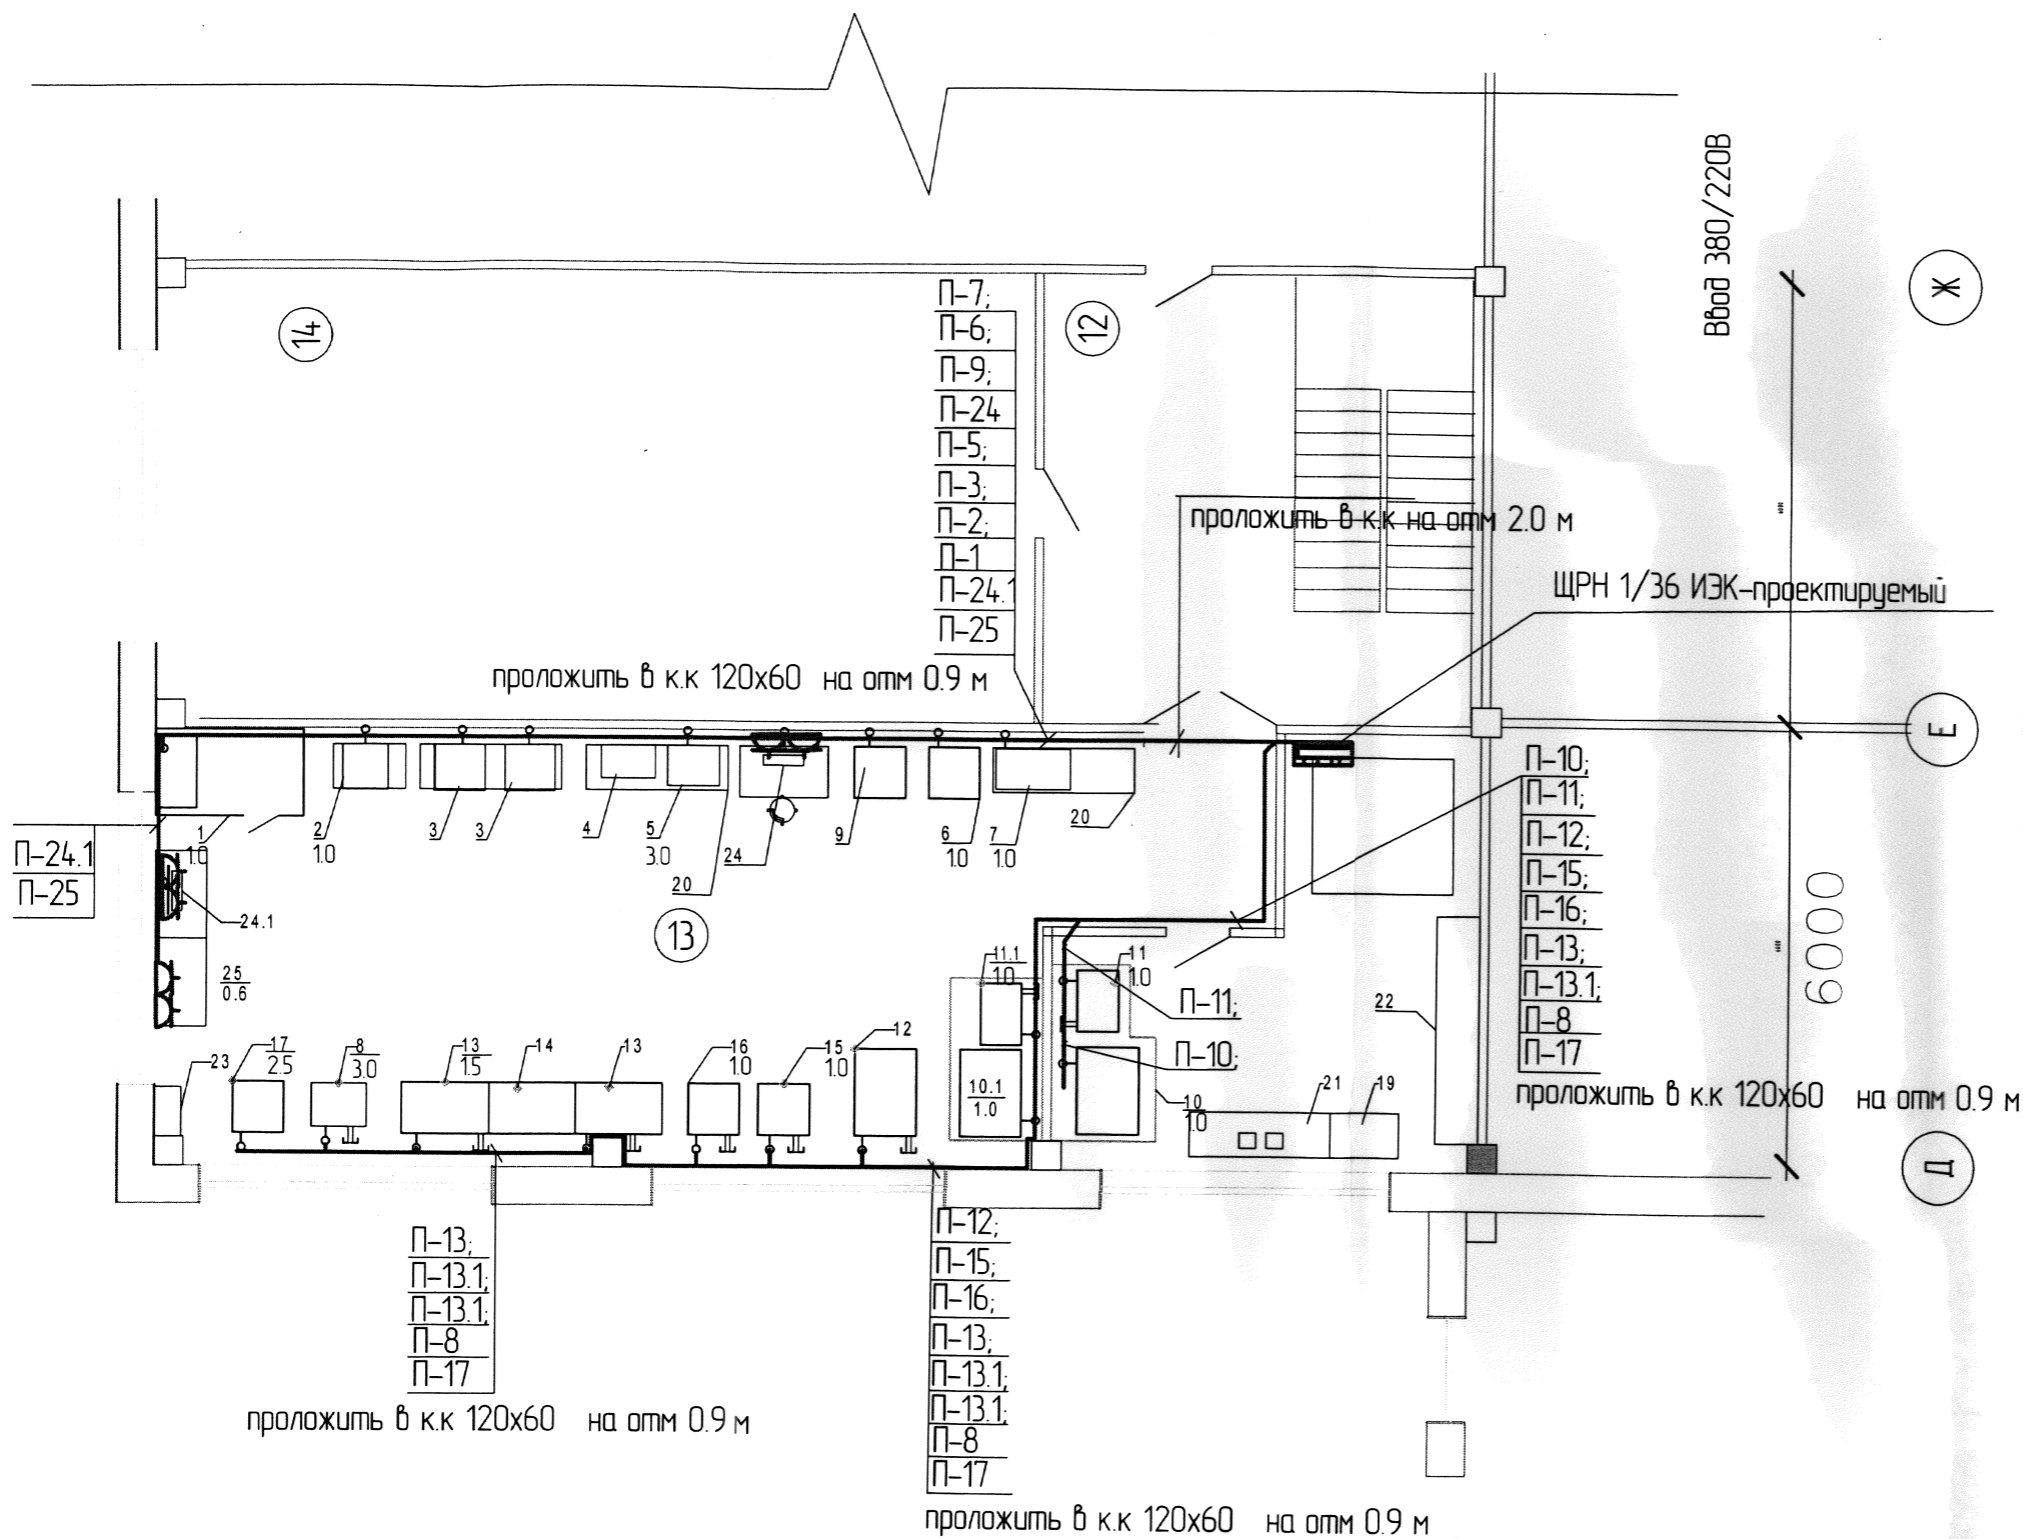 Ввод 380/220В
Ж
14
12
П-7;
П-6;
П-9;
П-24
П-5;
П-3;
П-2;
П-1
П-24.1
П-25
проложить в к.к на отм 2.0 м
ЩРН 1/36 ИЭК-проектируемый
проложить в к.к 120х60 на отм 0.9 м
Е
П-10;
П-11;
П-12;
П-15;
П-16;
П-13;
П-13.1;
П-8
П-17
проложить в к.к 120х60 на отм 0.9 м
6000
Д
1
1.0
2
1.0
3
3
4
5
3.0
20
24
9
6
1.0
7
1.0
20
П-24.1
П-25
24.1
25
0.6
13
11.1
1.0
11
1.0
П-11;
П-10;
22
23
17
2.5
8
3.0
13
1.5
14
13
16
1.0
15
1.0
12
10.1
1.0
10
1.0
21
19
П-13;
П-13.1;
П-13.1;
П-8
П-17
проложить в к.к 120х60 на отм 0.9 м
П-12;
П-15;
П-16;
П-13;
П-13.1;
П-13.1;
П-8
П-17
проложить в к.к 120х60 на отм 0.9 м